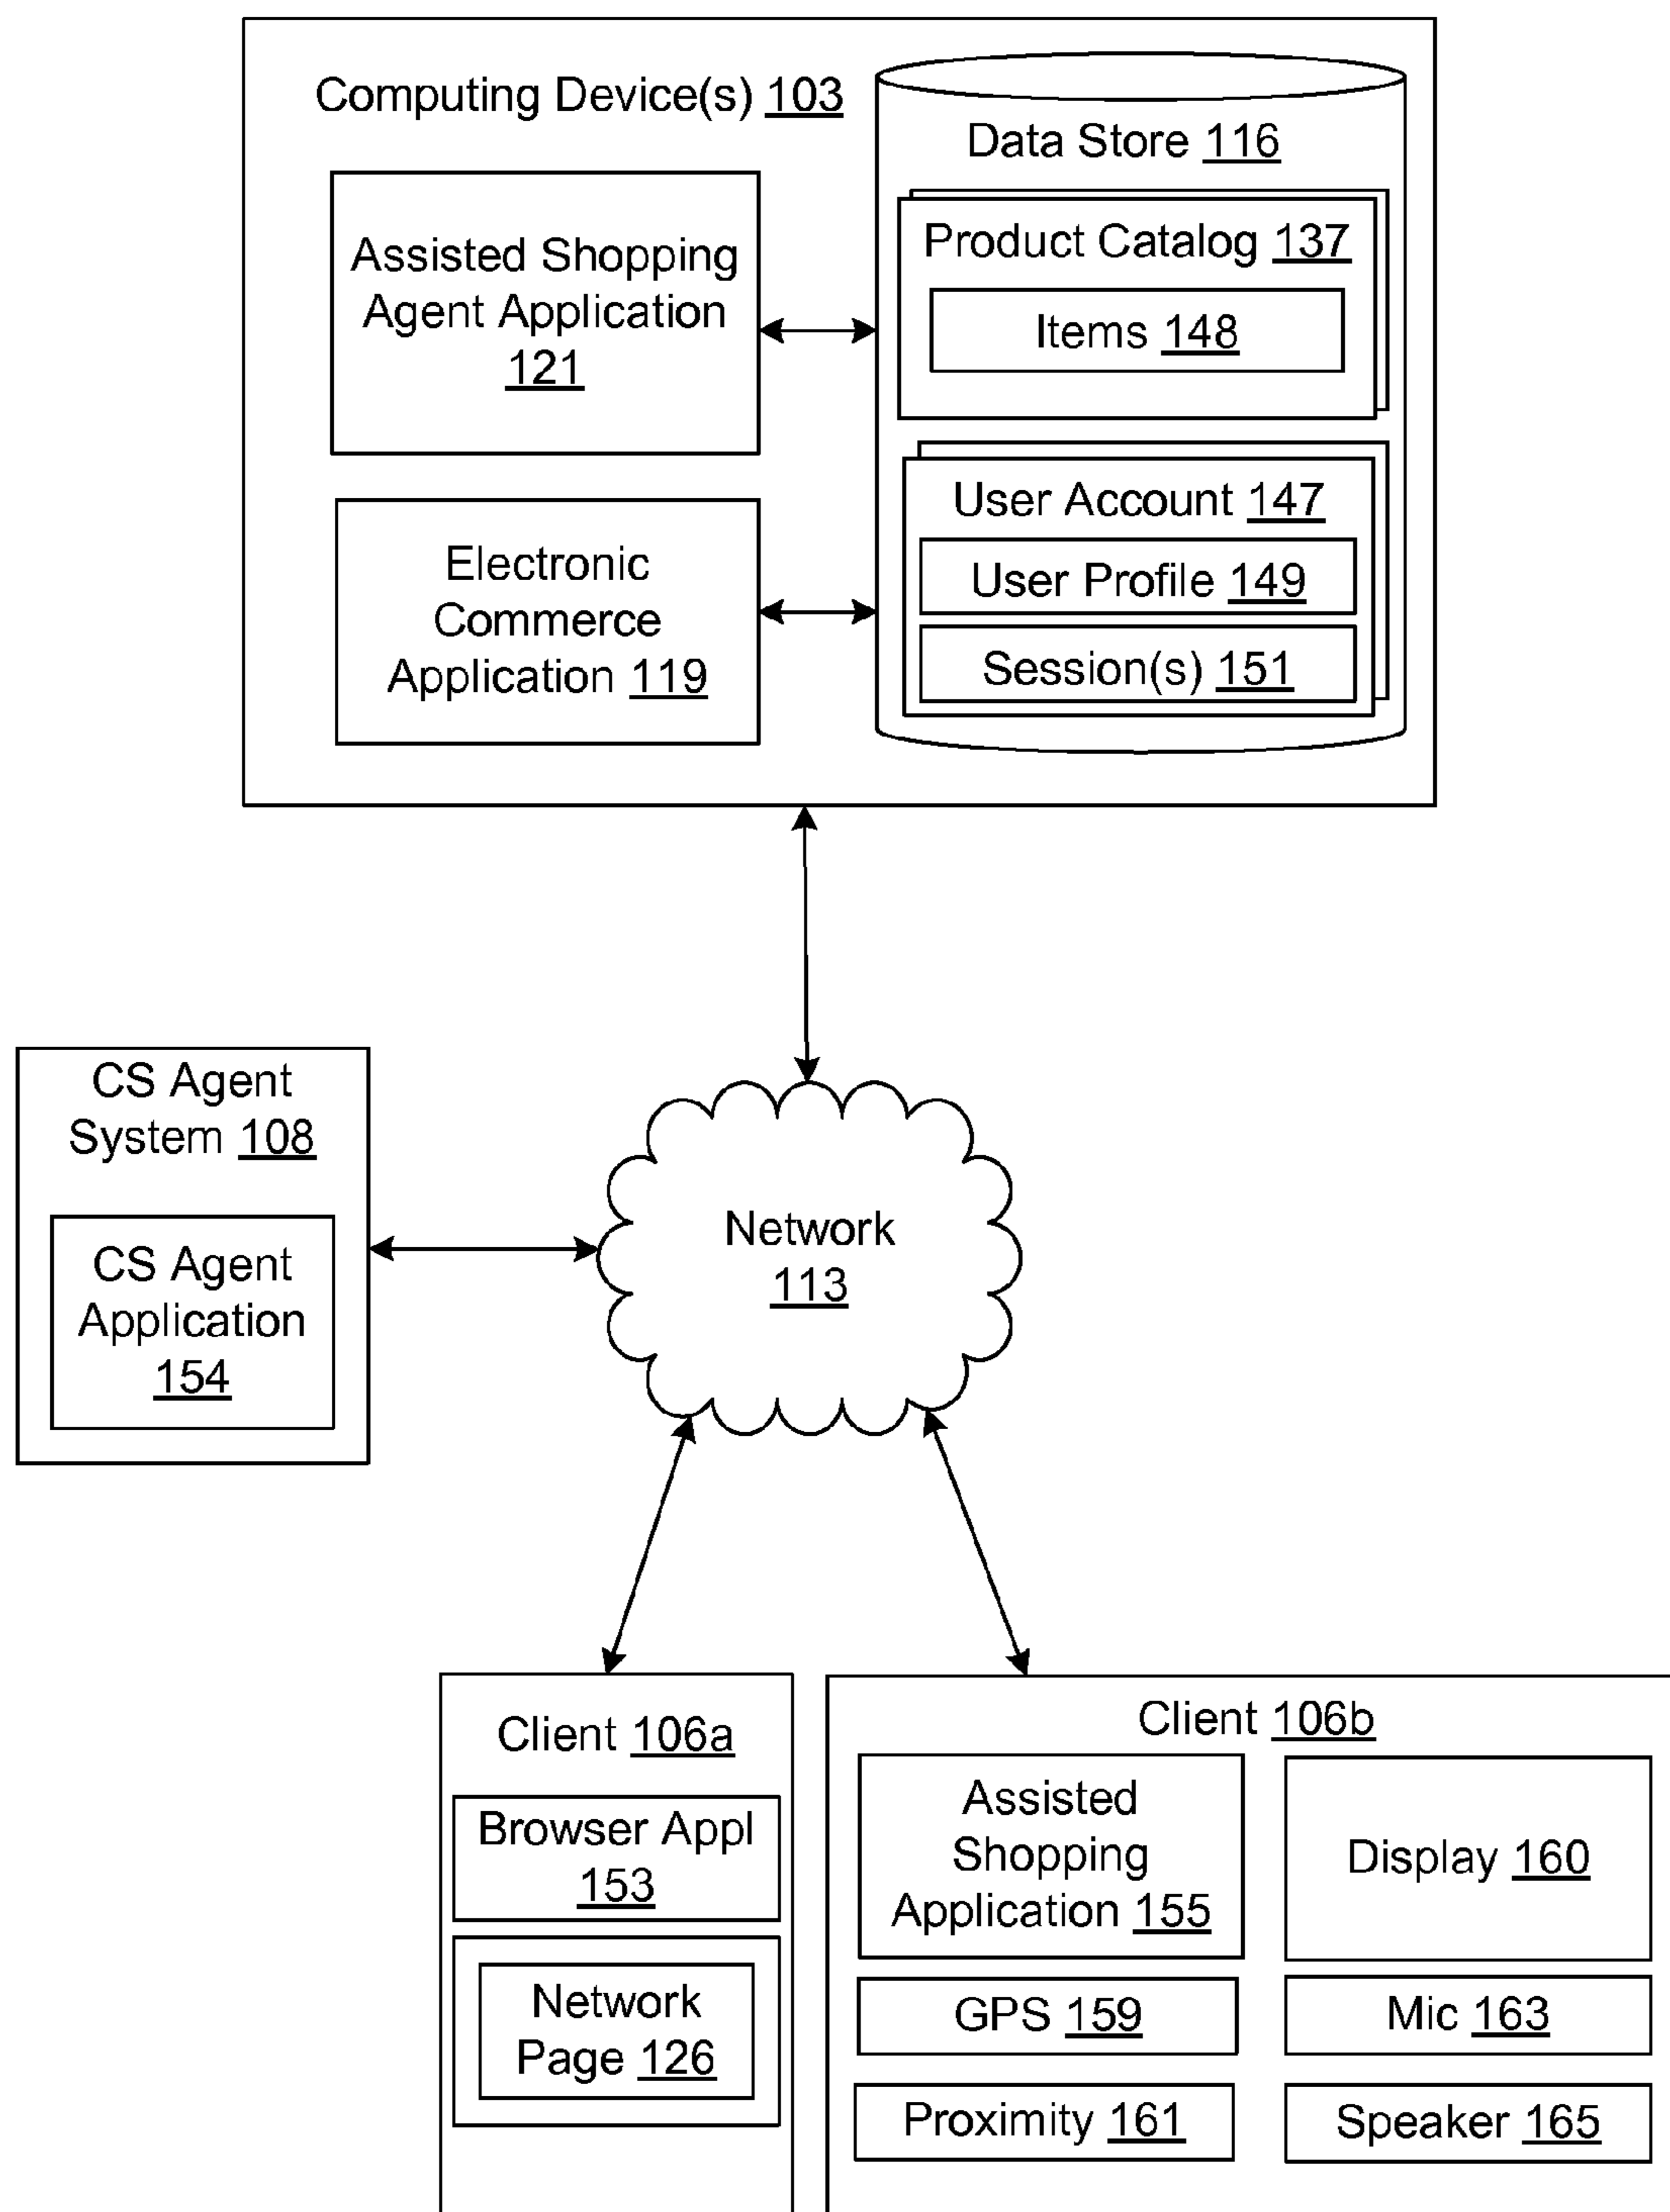 Computing Device(s) 103
Assisted Shopping
Agent Application
121
Electronic
Commerce
Application 119
Data Store 116
Product Catalog 137
Items 148
User Account 147
User Profile 149
Session(s) 151
CS Agent
System 108
CS Agent
Application
154
Network
113
Client 106a
Browser Appl
153
Network
Page 126
Client 106b
Assisted
Shopping
Application 155
Display 160
GPS 159
Mic 163
Proximity 161
Speaker 165